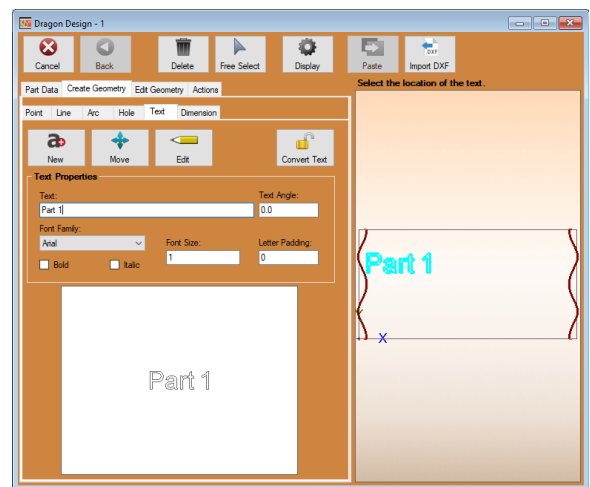 Dragon Design - 1
Cancel Back Delete Free Select Display Paste Import DXF
.DXF
Part Data Create Geometry Edit Geometry Actions
Select the location of the text.
Point Line Arc Hole Text Dimension
a
New Move Edit Convert Text
Text Properties
Text: Text Angle:
Part 1 0.0
Font Family:
Arial Font Size: Letter Padding:
Bold Italic 1 0
Part 1
Part 1
X